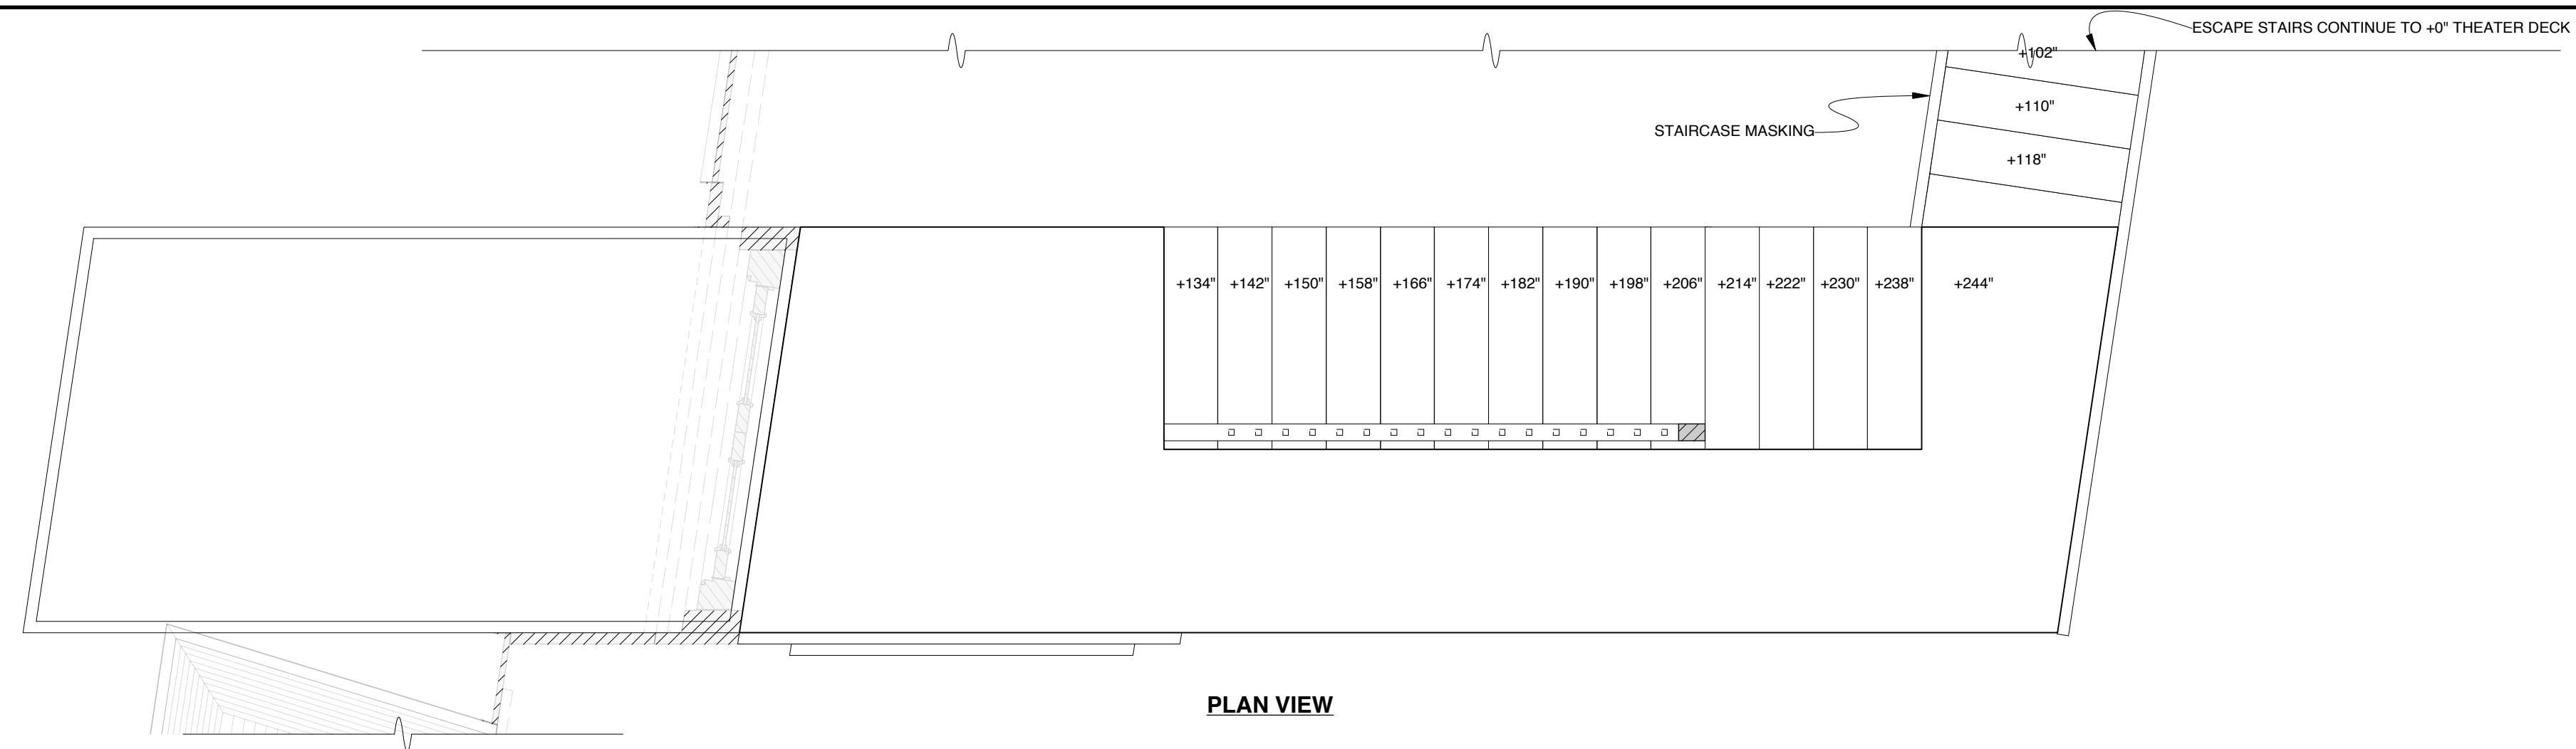 ESCAPE STAIRS CONTINUE TO +0" THEATER DECK
+102"
+110"
STAIRCASE MASKING
+118"
+134" +142" +150" +158" +166" +174" +182" +190" +198" +206" +214" +222" +230" +238" +244"
PLAN VIEW